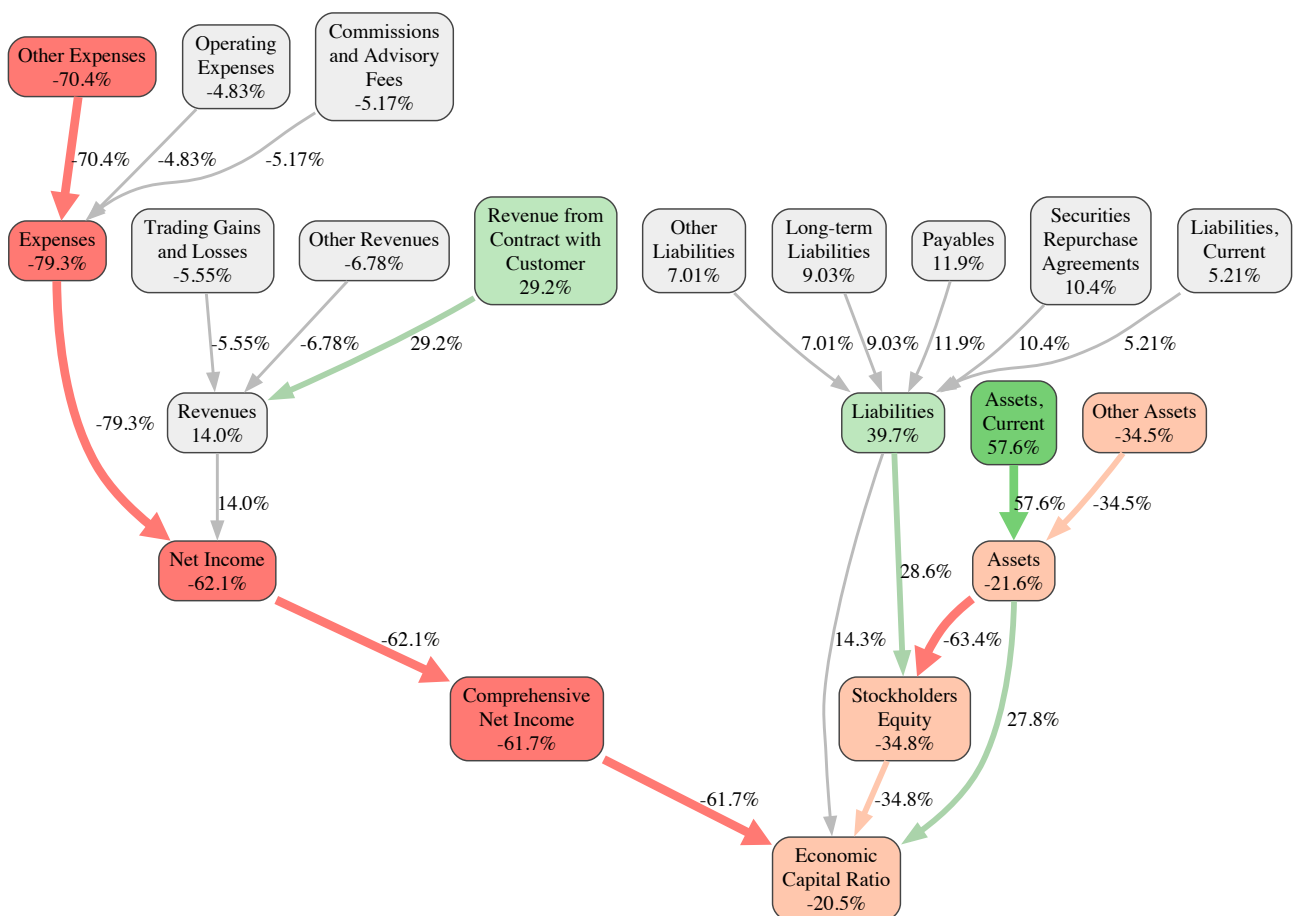 Other Expenses
-70.4%
Operating
Expenses
-4.83%
Commissions
and Advisory
Fees
-5.17%
-70.4%
-4.83%
-5.17%
Expenses
-79.3%
Trading Gains
and Losses
-5.55%
Other Revenues
-6.78%
Revenue from
Contract with
Customer
29.2%
Other
Liabilities
7.01%
Long-term
Liabilities
9.03%
Payables
11.9%
Securities
Repurchase
Agreements
10.4%
Liabilities,
Current
5.21%
-5.55%
-6.78%
29.2%
7.01%
9.03%
11.9%
10.4%
5.21%
-79.3%
Revenues
14.0%
Liabilities
39.7%
Assets,
Current
57.6%
Other Assets
-34.5%
14.0%
57.6%
-34.5%
Net Income
-62.1%
28.6%
Assets
-21.6%
-62.1%
14.3%
-63.4%
Comprehensive
Net Income
-61.7%
Stockholders
Equity
-34.8%
27.8%
-61.7%
-34.8%
Economic
Capital Ratio
-20.5%